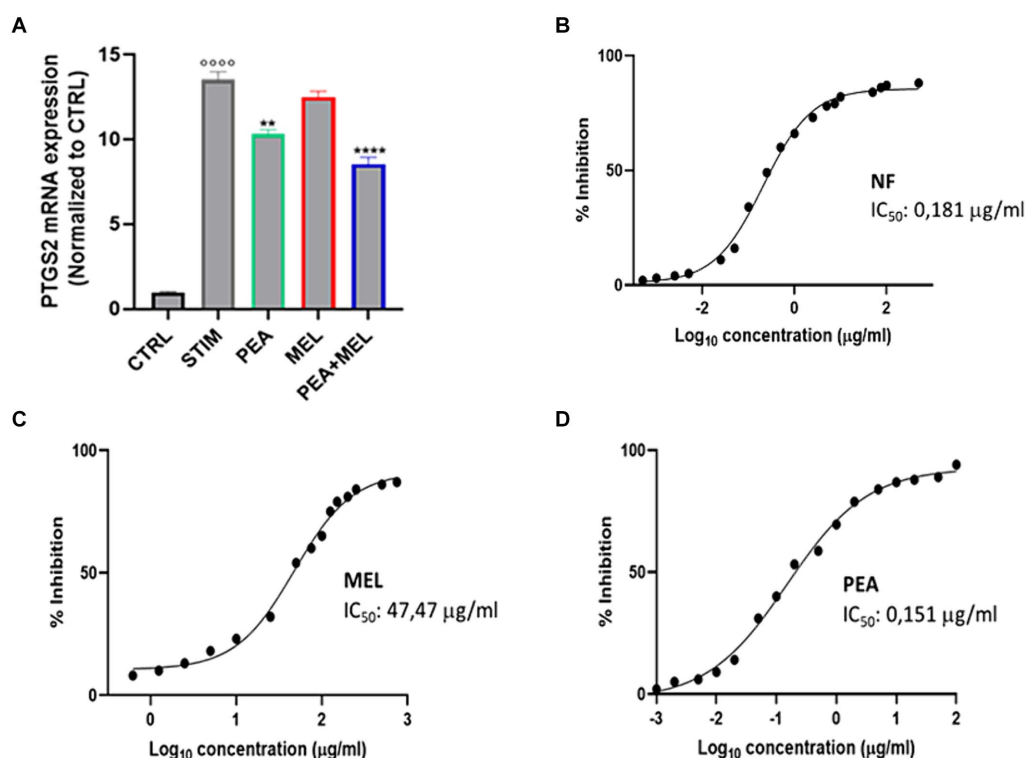 A
PTGS2 mRNA expression
(Normalized to CTRL)
15
10
5
0
°°°°
**
****
CTRL
STIM
PEA
MEL
PEA+MEL
B
% Inhibition
100
50
0
-2
0
2
Log₁₀ concentration (μg/ml)
NF
IC₅₀: 0,181 μg/ml
C
% Inhibition
100
50
0
0
1
2
3
Log₁₀ concentration (μg/ml)
MEL
IC₅₀: 47,47 μg/ml
D
% Inhibition
100
50
0
-3
-2
-1
0
1
2
Log₁₀ concentration (μg/ml)
PEA
IC₅₀: 0,151 μg/ml